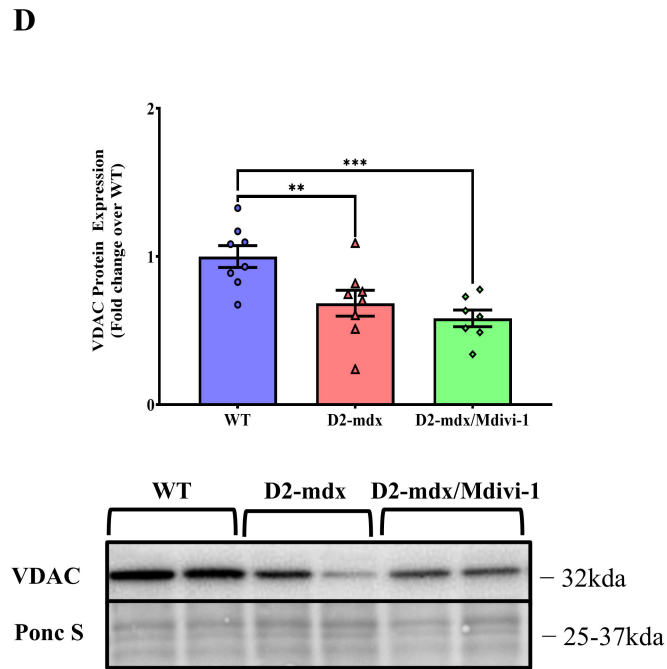 D
2
***
**
VDAC Protein Expression
(Fold change over WT)
1
0
WT D2-mdx D2-mdx/Mdivi-1
WT D2-mdx D2-mdx/Mdivi-1
VDAC – 32kda
Ponc S – 25-37kda